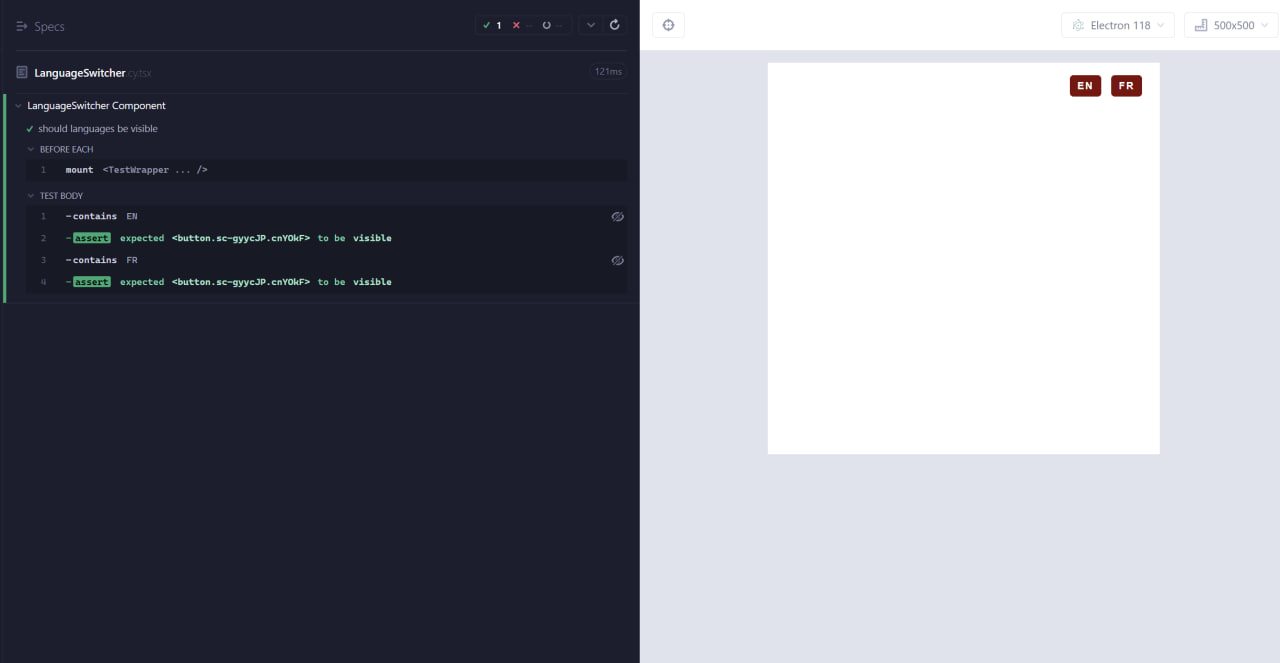 Specs
1 -- --
LanguageSwitcher.cy.tsx
121ms
LanguageSwitcher Component
should languages be visible
BEFORE EACH
1 mount <TestWrapper ... />
TEST BODY
1 -contains EN
2 -assert expected <button.sc-gyycJP.cnYOkF> to be visible
3 -contains FR
4 -assert expected <button.sc-gyycJP.cnYOkF> to be visible
Electron 118
500x500
EN FR